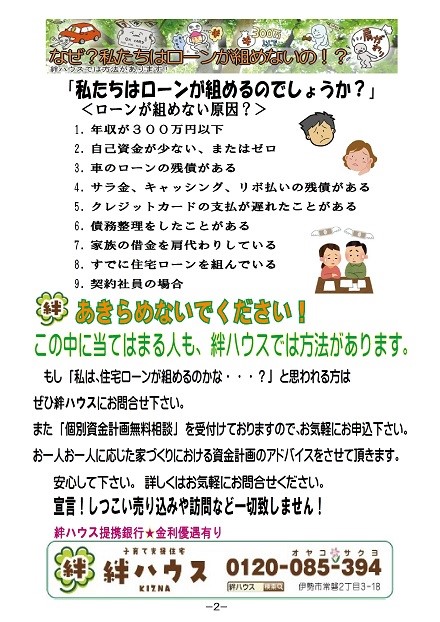 300万
肩がわり
なぜ？私たちはローンが組めないの！？
絆ハウスでは方法があります！
「私たちはローンが組めるのでしょうか？」
＜ローンが組めない原因？＞
1．年収が３００万円以下
2．自己資金が少ない、またはゼロ
3．車のローンの残債がある
4．サラ金、キャッシング、リボ払いの残債がある
5．クレジットカードの支払が遅れたことがある
6．債務整理をしたことがある
7．家族の借金を肩代わりしている
8．すでに住宅ローンを組んでいる
9．契約社員の場合
絆 あきらめないでください！
この中に当てはまる人も、絆ハウスでは方法があります。
もし「私は、住宅ローンが組めるのかな・・・？」と思われる方は
ぜひ絆ハウスにお問合せ下さい。
また「個別資金計画無料相談」を受付ておりますので、お気軽にお申込下さい。
お一人お一人に応じた家づくりにおける資金計画のアドバイスをさせて頂きます。
安心して下さい。 詳しくはお気軽にお問合せください。
宣言！しつこい売り込みや訪問など一切致しません！
絆ハウス提携銀行★金利優遇有り
子育て支援住宅
絆 絆ハウス
KIZNA
オヤコ サクヨ
0120-085-394
絆ハウス 検索
伊勢市常磐2丁目3-18
－2－